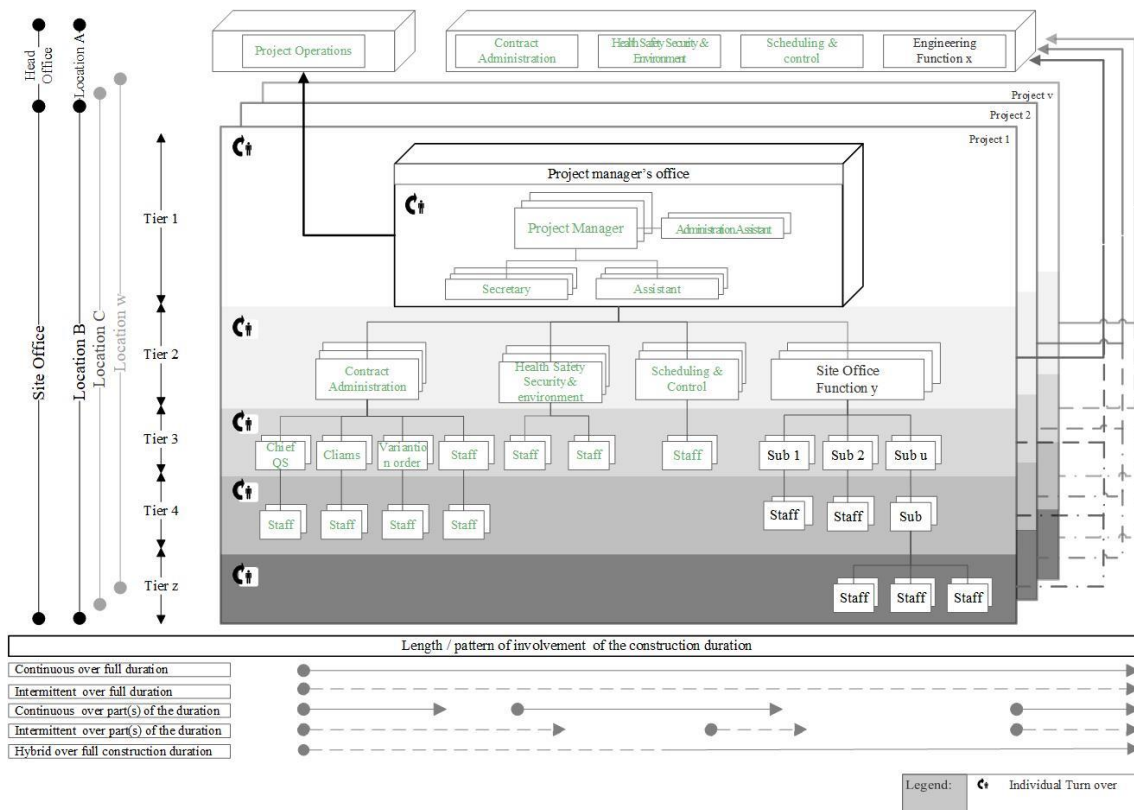 Head
Office
Location A
Project Operations
Contract
Administration
Health Safety Security &
Environment
Scheduling &
control
Engineering
Function x
Project v
Project 2
Project 1
Site Office
Location B
Location C
Location w
Tier 1
Project manager's office
Project Manager
Administration Assistant
Secretary
Assistant
Tier 2
Contract
Administration
Health Safety
Security &
environment
Scheduling &
Control
Site Office
Function y
Tier 3
Chief
QS
Cliams
Variantio
n order
Staff
Staff
Staff
Staff
Sub 1
Sub 2
Sub u
Tier 4
Staff
Staff
Staff
Staff
Staff
Staff
Sub
Tier z
Staff
Staff
Staff
Length / pattern of involvement of the construction duration
Continuous over full duration
Intermittent over full duration
Continuous over part(s) of the duration
Intermittent over part(s) of the duration
Hybrid over full construction duration
Legend:
Individual Turn over